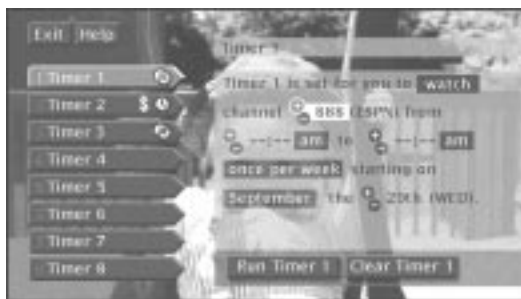 Exit Help
Timer 1
Timer 1
Timer 2 $
Timer 3
Timer 4
Timer 5
Timer 6
Timer 7
Timer 8
Timer 1 is set for you to watch
channel 888 (ESPN) from
--:-- am to --:-- am
once per week starting on
September the 29th (WED).
Run Timer 1 Clear Timer 1